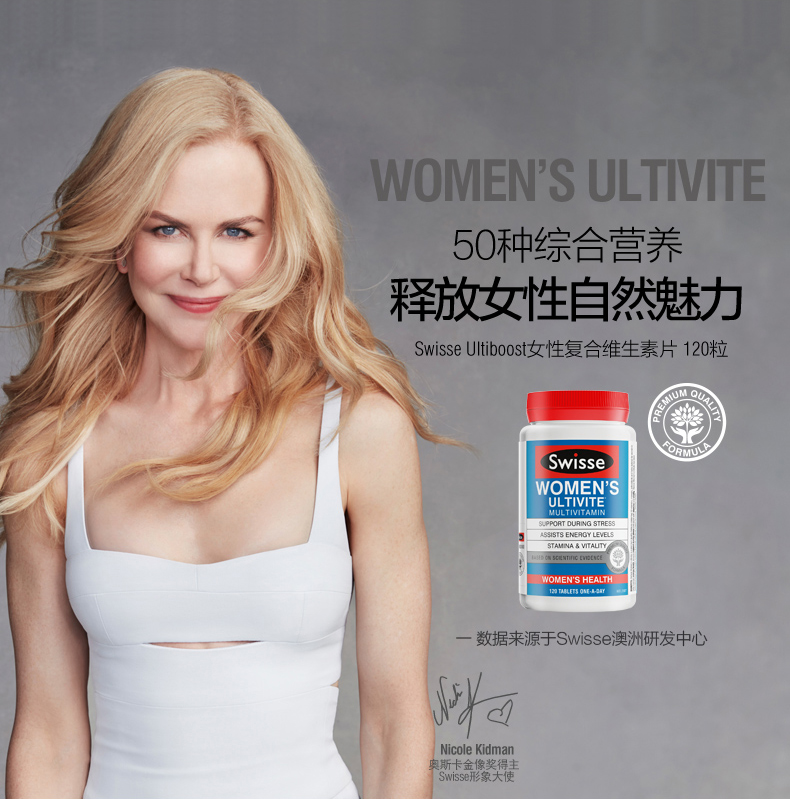 WOMEN'S ULTIVITE
50种综合营养
释放女性自然魅力
Swisse Ultiboost女性复合维生素片 120粒
PREMIUM QUALITY
FORMULA
Swisse
WOMEN'S
ULTIVITE
MULTIVITAMIN
SUPPORT DURING STRESS
ASSISTS ENERGY LEVELS
STAMINA & VITALITY
BASED ON SCIENTIFIC EVIDENCE
WOMEN'S HEALTH
120 TABLETS ONE-A-DAY
一 数据来源于Swisse澳洲研发中心
Nicole Kidman
奥斯卡金像奖得主
Swisse形象大使